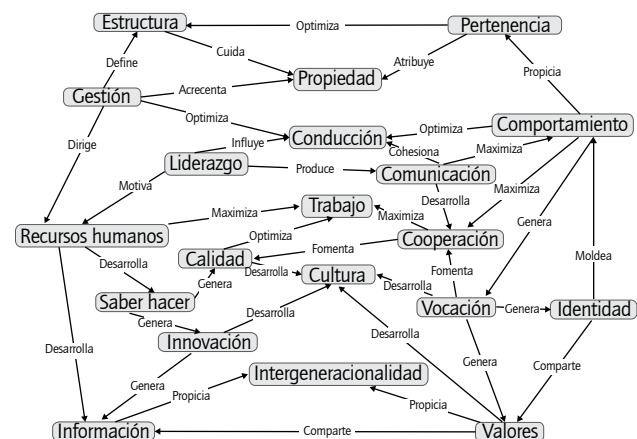 Estructura
Optimiza
Pertenencia
Cuida
Atribuye
Define
Propiedad
Propicia
Gestión
Acrecenta
Optimiza
Comportamiento
Conducción
Optimiza
Influye
Dirige
Cohesiona
Maximiza
Liderazgo
Produce
Comunicación
Motiva
Desarrolla
Maximiza
Trabajo
Maximiza
Maximiza
Genera
Recursos humanos
Optimiza
Cooperación
Fomenta
Moldea
Calidad
Desarrolla
Desarrolla
Cultura
Fomenta
Genera
Desarrolla
Saber hacer
Vocación
Genera
Identidad
Genera
Desarrolla
Innovación
Desarrolla
Desarrolla
Genera
Comparte
Intergeneracionalidad
Genera
Propicia
Propicia
Información
Comparte
Valores